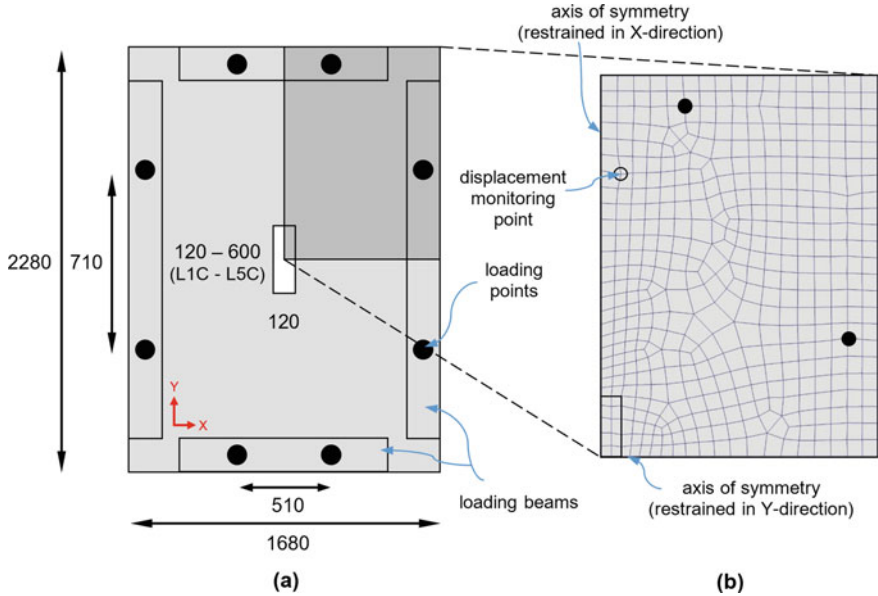 axis of symmetry
(restrained in X-direction)
displacement
monitoring
point
2280
710
120 – 600
(L1C - L5C)
120
loading
points
Y
X
510
1680
loading beams
axis of symmetry
(restrained in Y-direction)
(a)
(b)